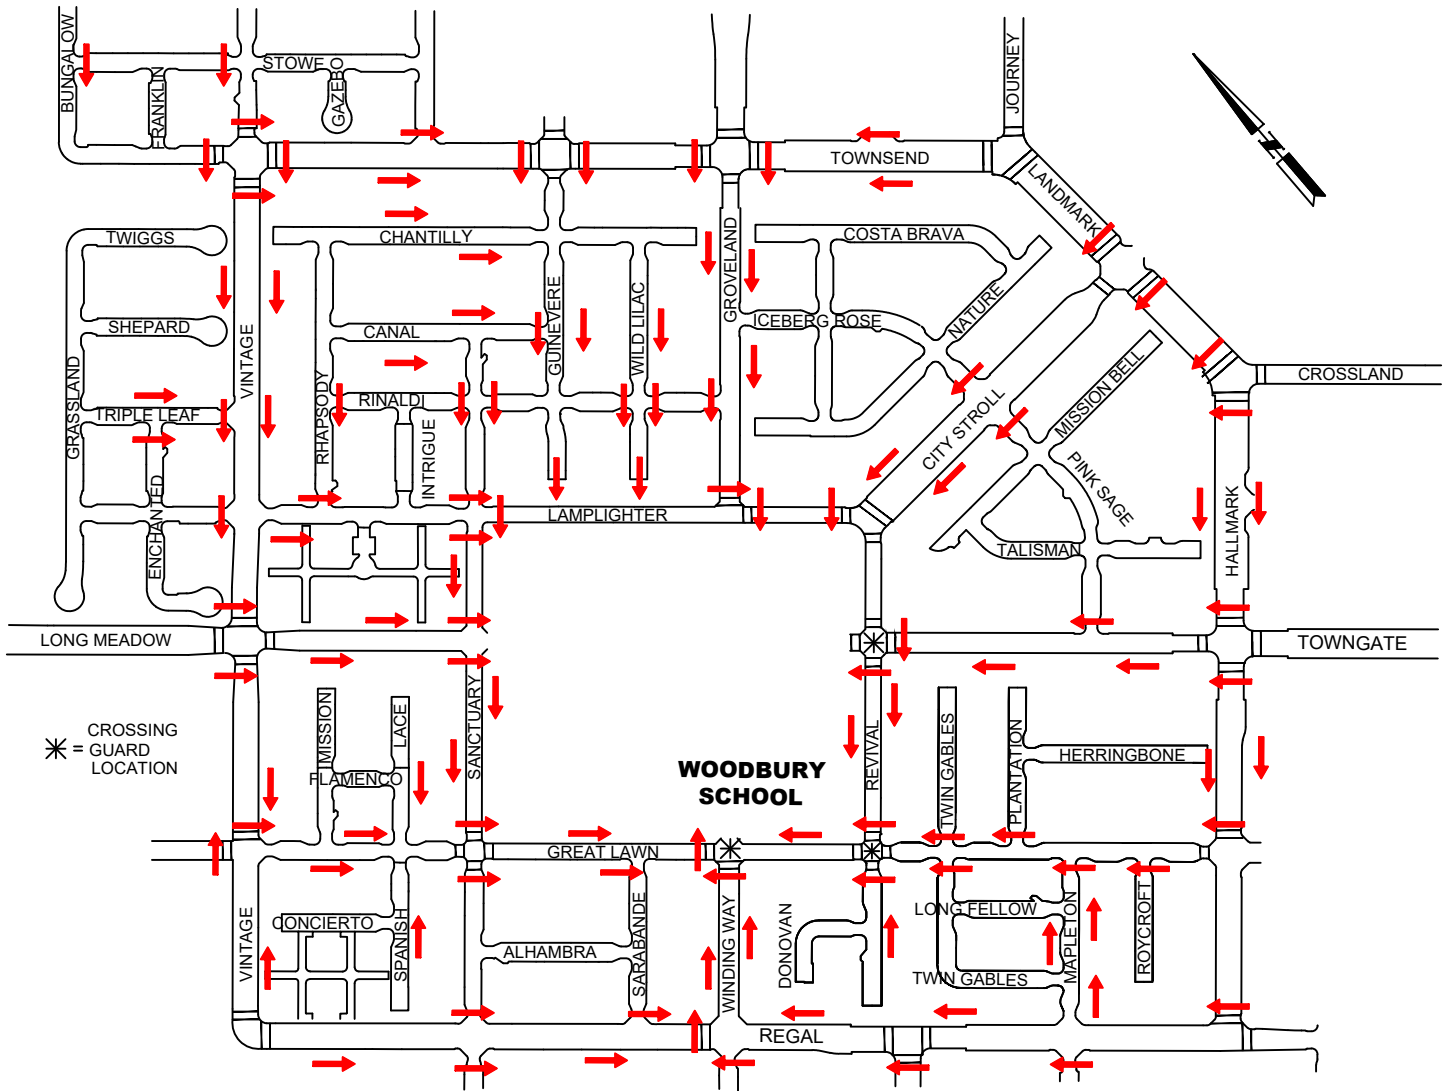 BUNGALOW
FRANKLIN
STOWE
GAZEBO
JOURNEY
TOWNSEND
LANDMARK
TWIGGS
CHANTILLY
COSTA BRAVA
GROVELAND
GUINEVERE
WILD LILAC
NATURE
ICEBERG ROSE
SHEPARD
CANAL
VINTAGE
MISSION BELL
CROSSLAND
RHAPSODY
RINALDI
GRASSLAND
TRIPLE LEAF
CITY STROLL
INTRIGUE
PINK SAGE
ENCHANTED
LAMPLIGHTER
HALLMARK
TALISMAN
LONG MEADOW
TOWNGATE
MISSION
LACE
SANCTUARY
CROSSING
= GUARD
LOCATION
REVIVAL
TWIN GABLES
PLANTATION
HERRINGBONE
WOODBURY
SCHOOL
FLAMENCO
GREAT LAWN
VINTAGE
CONCIERTO
SPANISH
ALHAMBRA
SARABANDE
WINDING WAY
DONOVAN
LONG FELLOW
MAPLETON
ROYCROFT
TWIN GABLES
REGAL
N